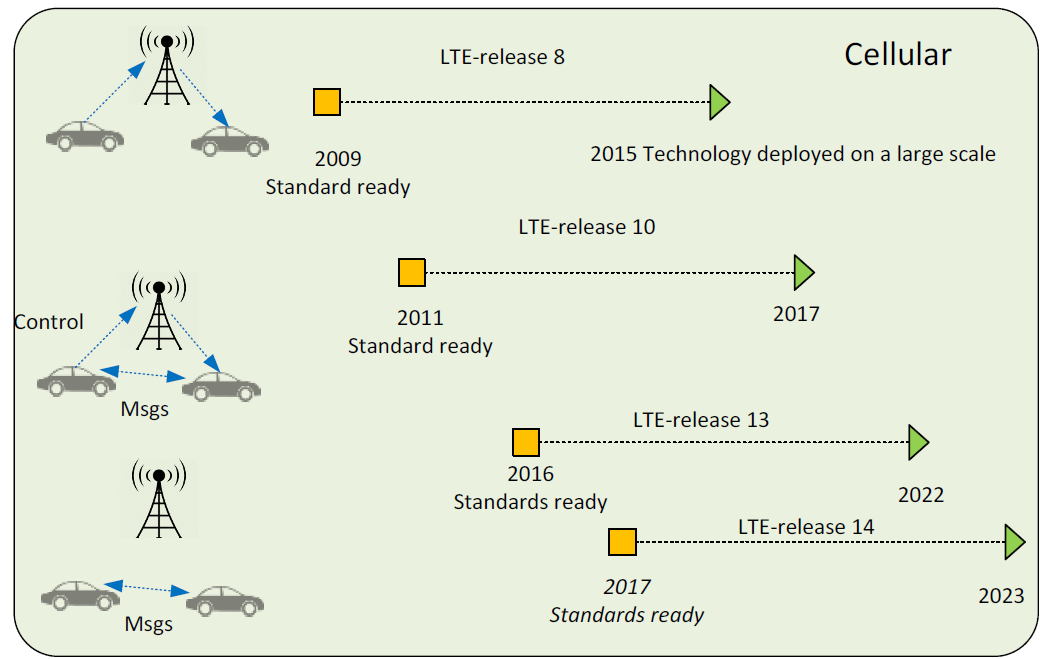 LTE-release 8
Cellular
2009
Standard ready
2015 Technology deployed on a large scale
LTE-release 10
Control
2011
Standard ready
2017
Msgs
LTE-release 13
2016
Standards ready
2022
LTE-release 14
2017
Standards ready
2023
Msgs